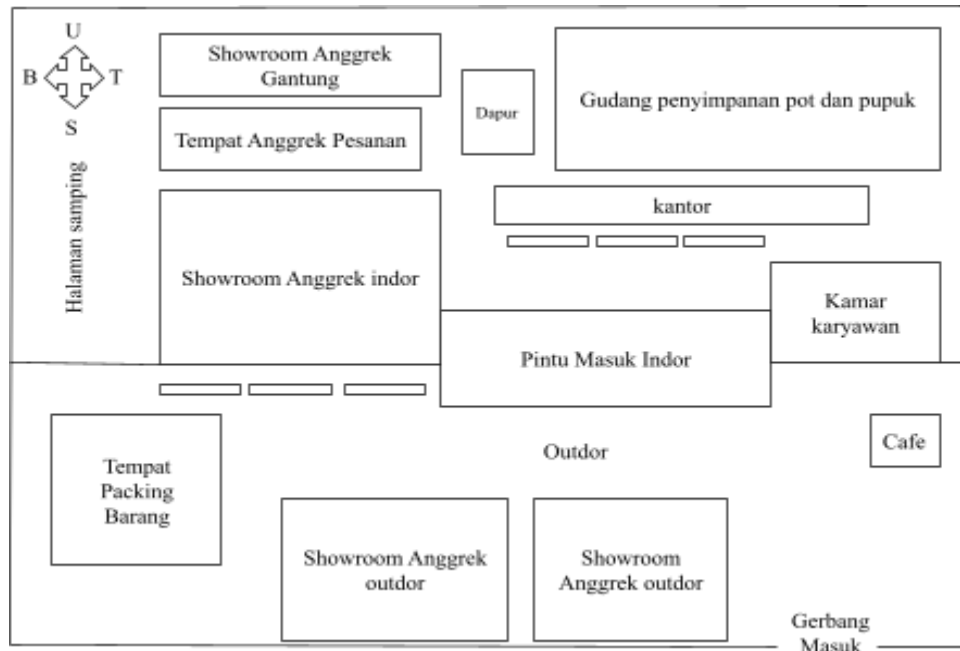 U
B
T
S
Halaman samping
Showroom Anggrek
Gantung
Tempat Anggrek Pesanan
Dapur
Gudang penyimpanan pot dan pupuk
kantor
Showroom Anggrek indor
Kamar
karyawan
Pintu Masuk Indor
Outdor
Cafe
Tempat
Packing
Barang
Showroom Anggrek
outdor
Showroom
Anggrek outdor
Gerbang
Masuk